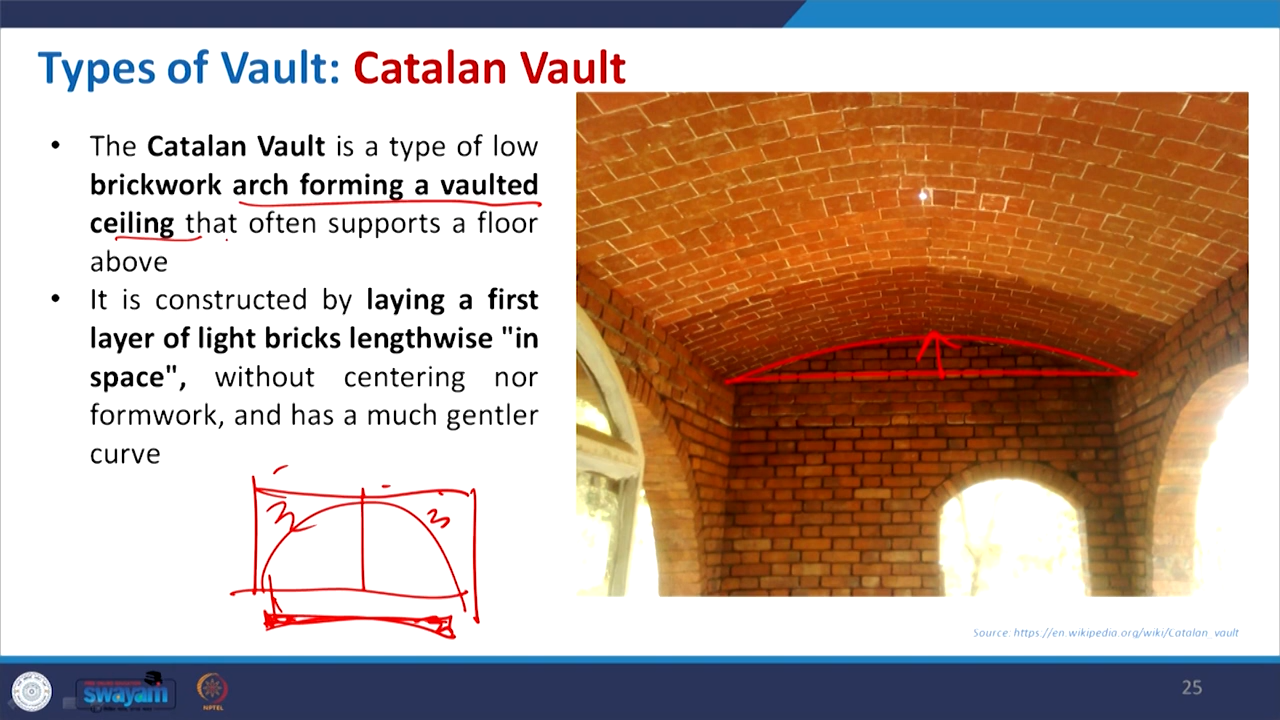 Types of Vault: Catalan Vault
• The Catalan Vault is a type of low
brickwork arch forming a vaulted
ceiling that often supports a floor
above
• It is constructed by laying a first
layer of light bricks lengthwise "in
space", without centering nor
formwork, and has a much gentler
curve
3 3
Source: https://en.wikipedia.org/wiki/Catalan_vault
swayam
NPTEL
25